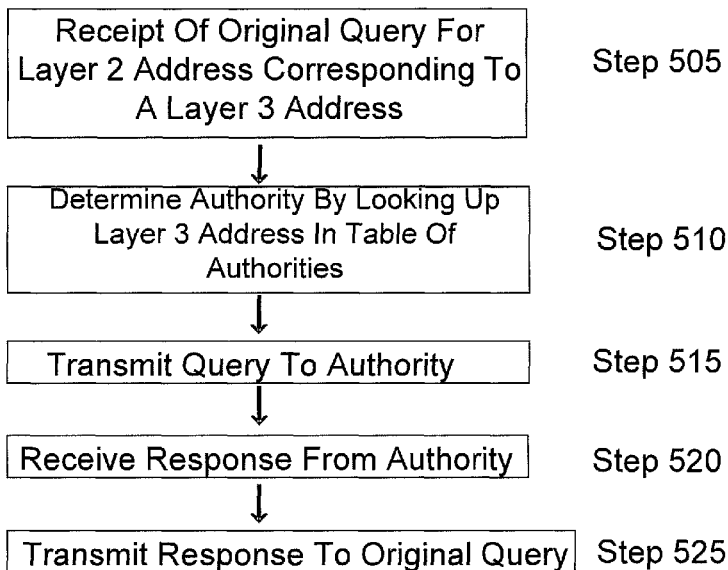 Receipt Of Original Query For
Layer 2 Address Corresponding To
A Layer 3 Address
Step 505
Determine Authority By Looking Up
Layer 3 Address In Table Of
Authorities
Step 510
Transmit Query To Authority
Step 515
Receive Response From Authority
Step 520
Transmit Response To Original Query
Step 525